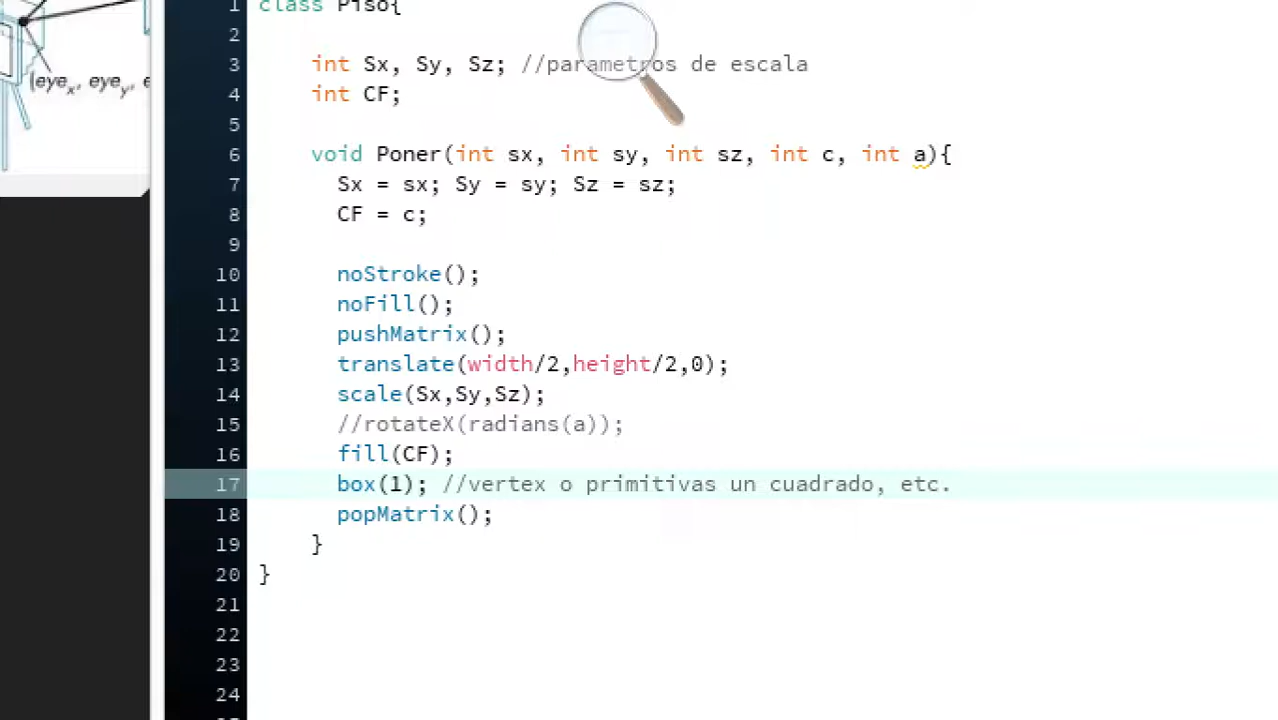 (eye x, eye y, e
1 class Piso{
2
3 int Sx, Sy, Sz; //parametros de escala
4 int CF;
5
6 void Poner(int sx, int sy, int sz, int c, int a){
7 Sx = sx; Sy = sy; Sz = sz;
8 CF = c;
9
10 noStroke();
11 noFill();
12 pushMatrix();
13 translate(width/2,height/2,0);
14 scale(Sx,Sy,Sz);
15 //rotateX(radians(a));
16 fill(CF);
17 box(1); //vertex o primitivas un cuadrado, etc.
18 popMatrix();
19 }
20 }
21
22
23
24